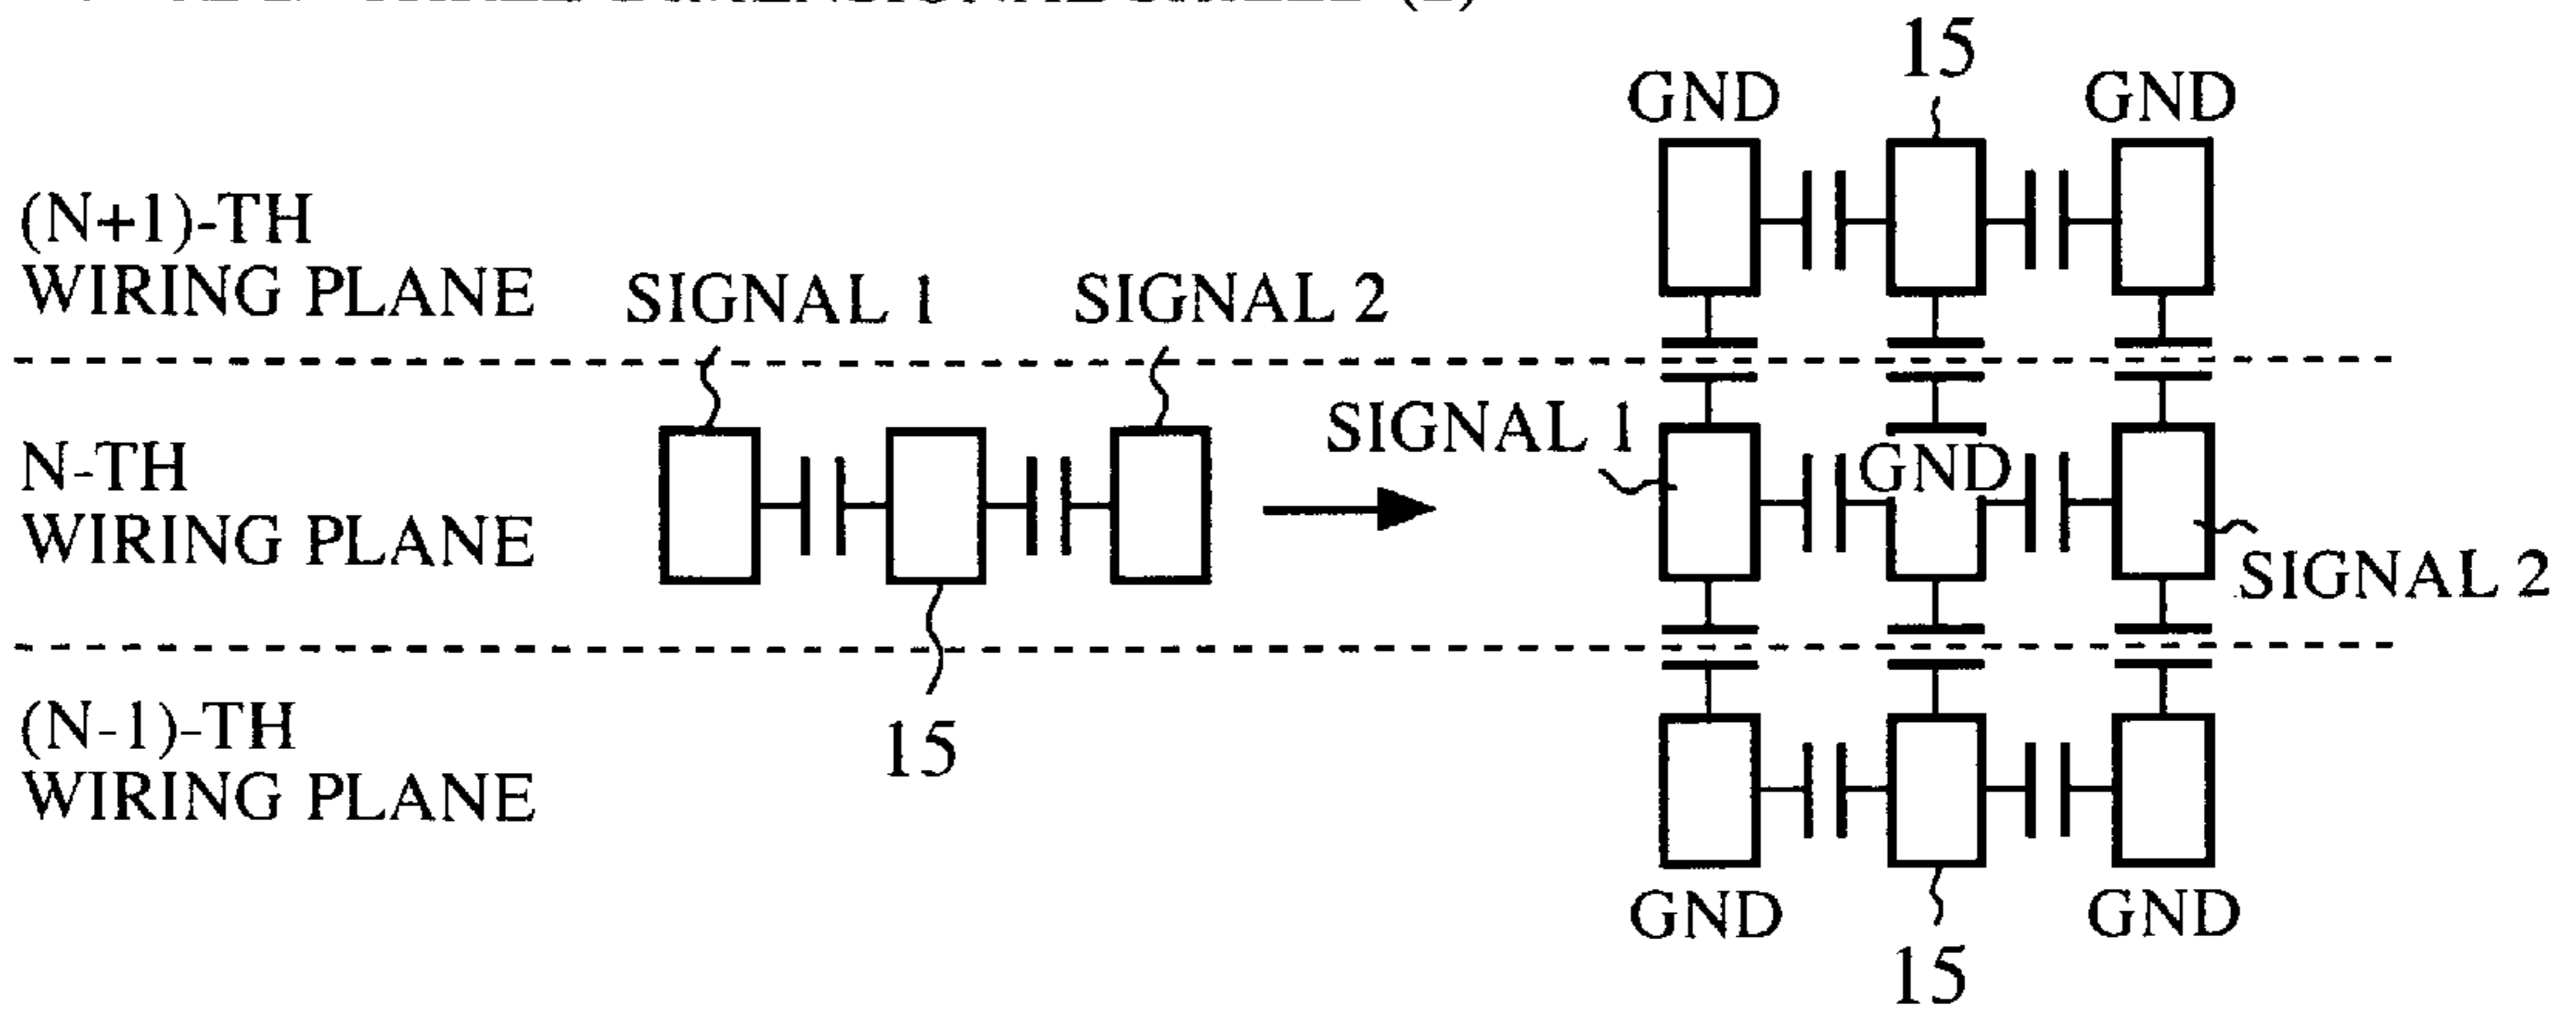 15
GND
GND
(N+1)-TH
WIRING PLANE
SIGNAL 1
SIGNAL 2
SIGNAL 1
N-TH
WIRING PLANE
GND
SIGNAL 2
(N-1)-TH
WIRING PLANE
15
GND
GND
15